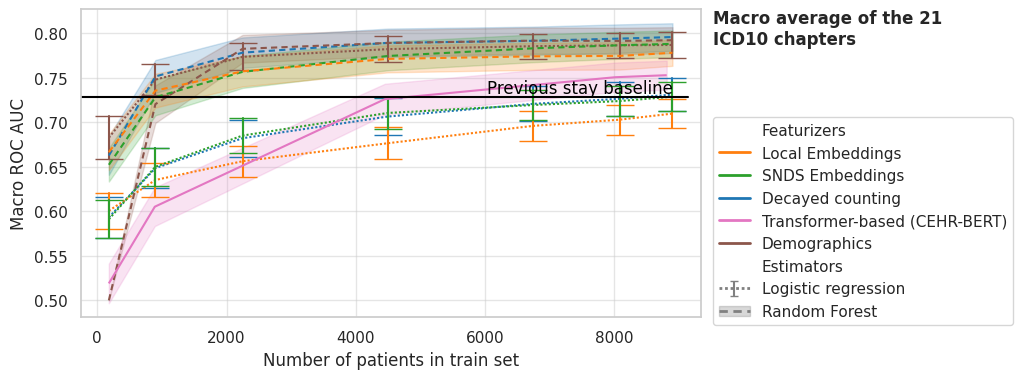 Macro average of the 21
ICD10 chapters
0.80
0.75
0.70
0.65
0.60
0.55
0.50
Macro ROC AUC
Previous stay baseline
0
2000
4000
6000
8000
Number of patients in train set
Featurizers
Local Embeddings
SNDS Embeddings
Decayed counting
Transformer-based (CEHR-BERT)
Demographics
Estimators
Logistic regression
Random Forest